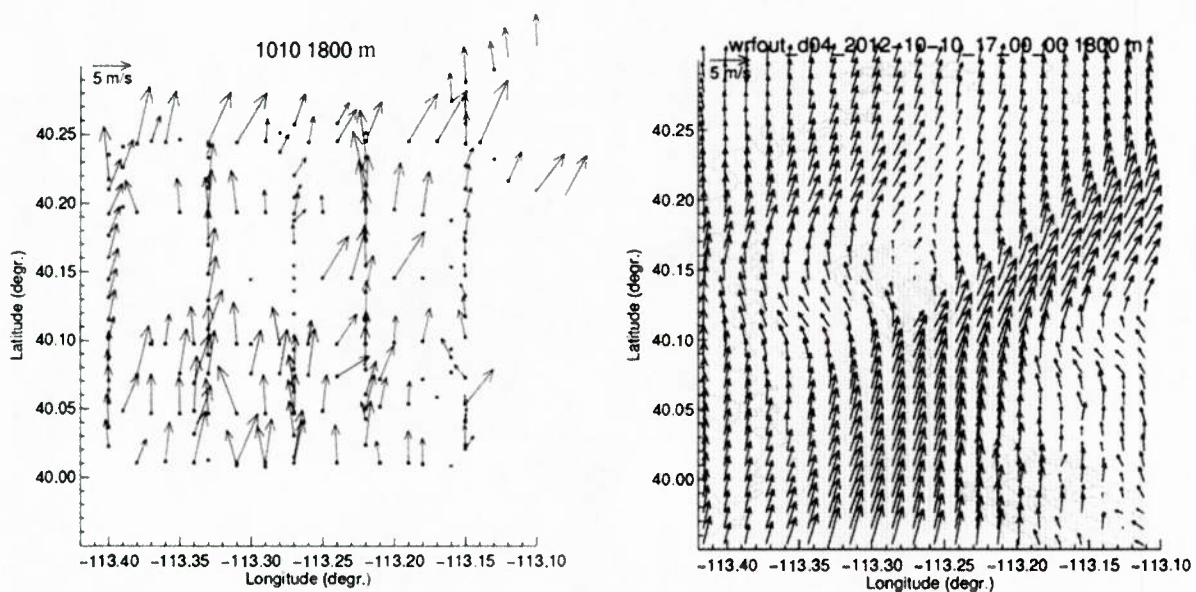 1010 1800 m
5 m/s
40.25
40.20
40.15
40.10
40.05
40.00
Latitude (degr.)
-113.40 -113.35 -113.30 -113.25 -113.20 -113.15 -113.10
Longitude (degr.)
wrfout_d04_2012-10-10_17_00_00 1800 m
5 m/s
40.25
40.20
40.15
40.10
40.05
40.00
Latitude (degr.)
-113.40 -113.35 -113.30 -113.25 -113.20 -113.15 -113.10
Longitude (degr.)